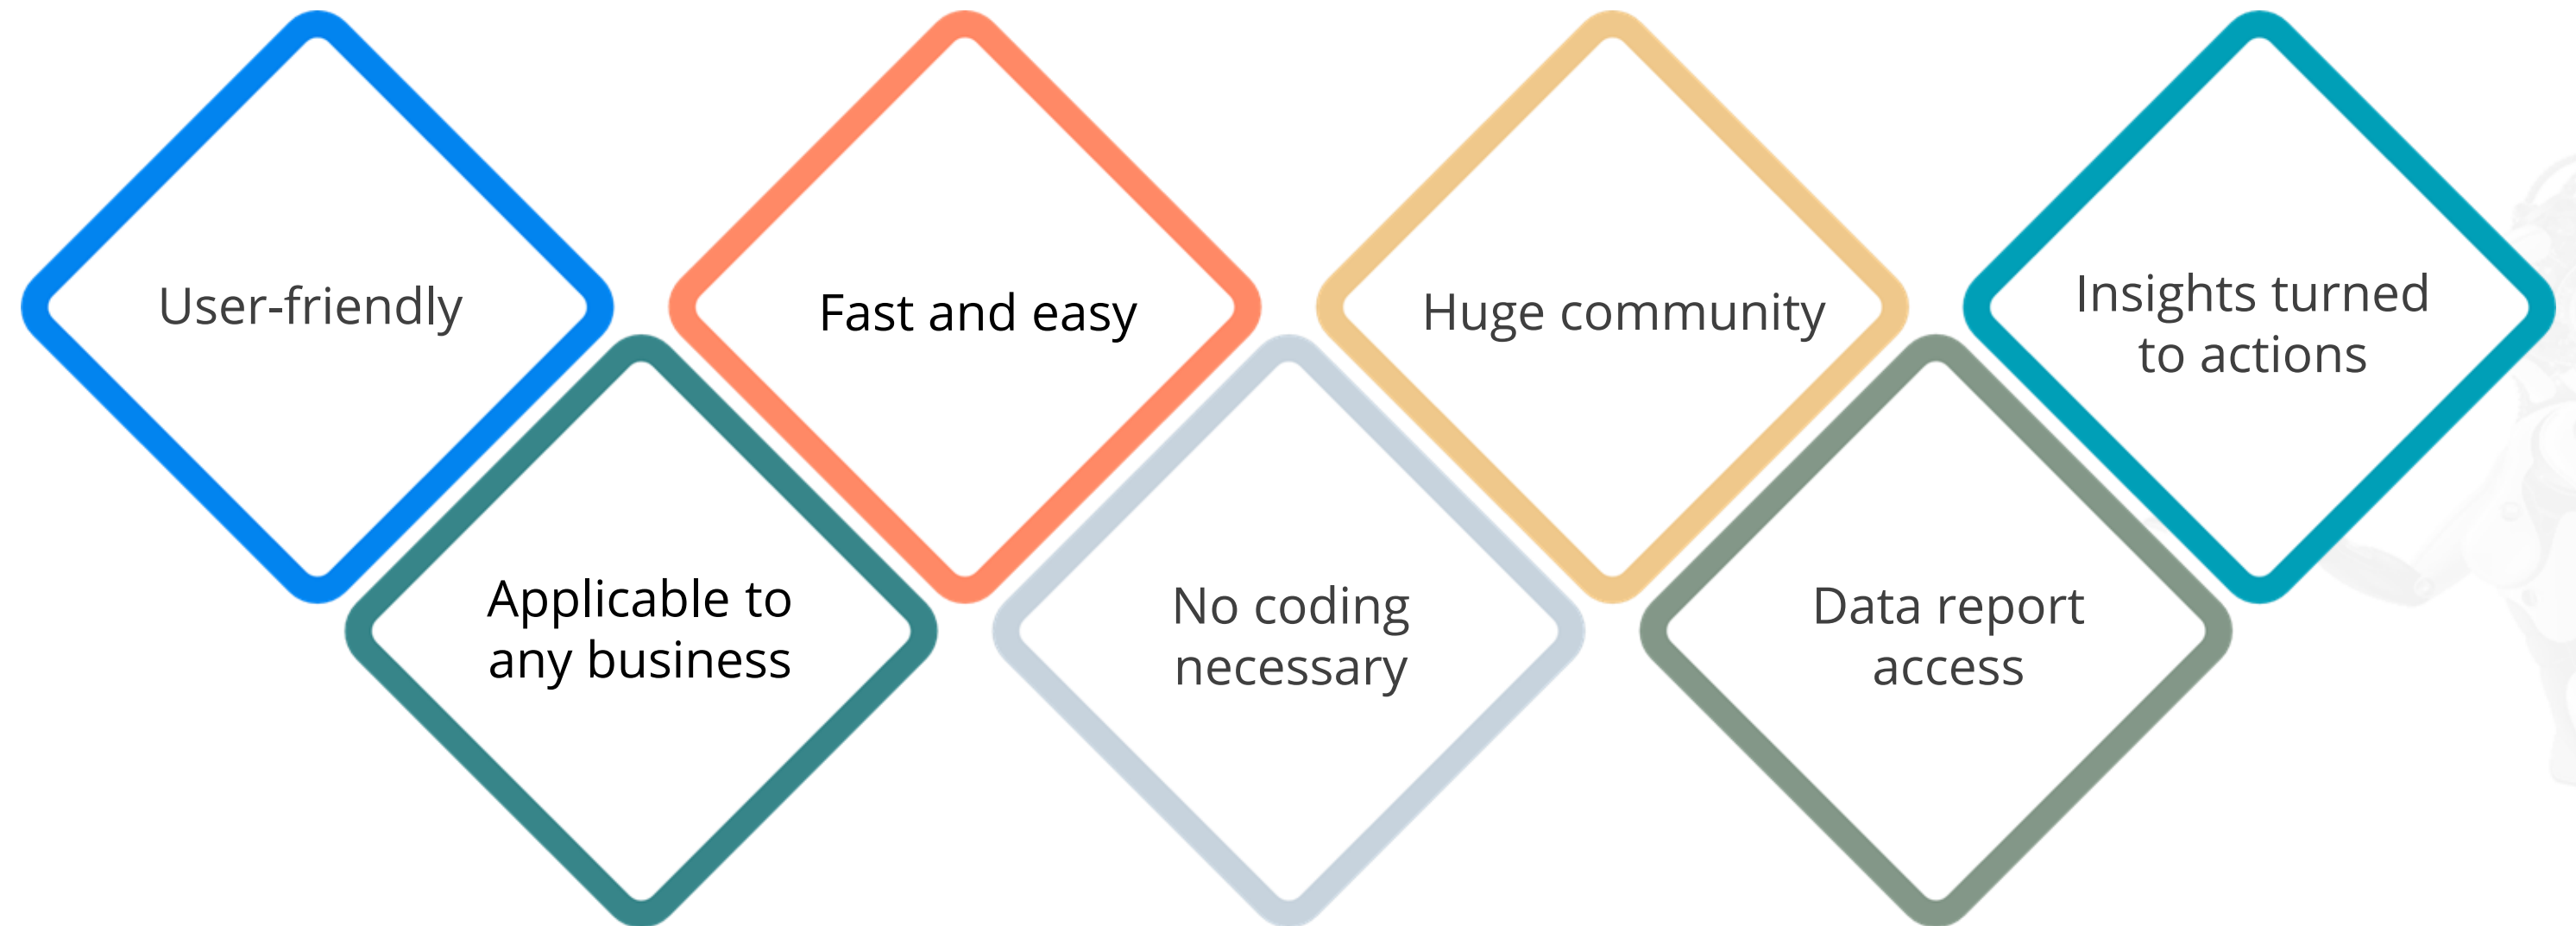 User-friendly
Applicable to
any business
Fast and easy
No coding
necessary
Huge community
Data report
access
Insights turned
to actions